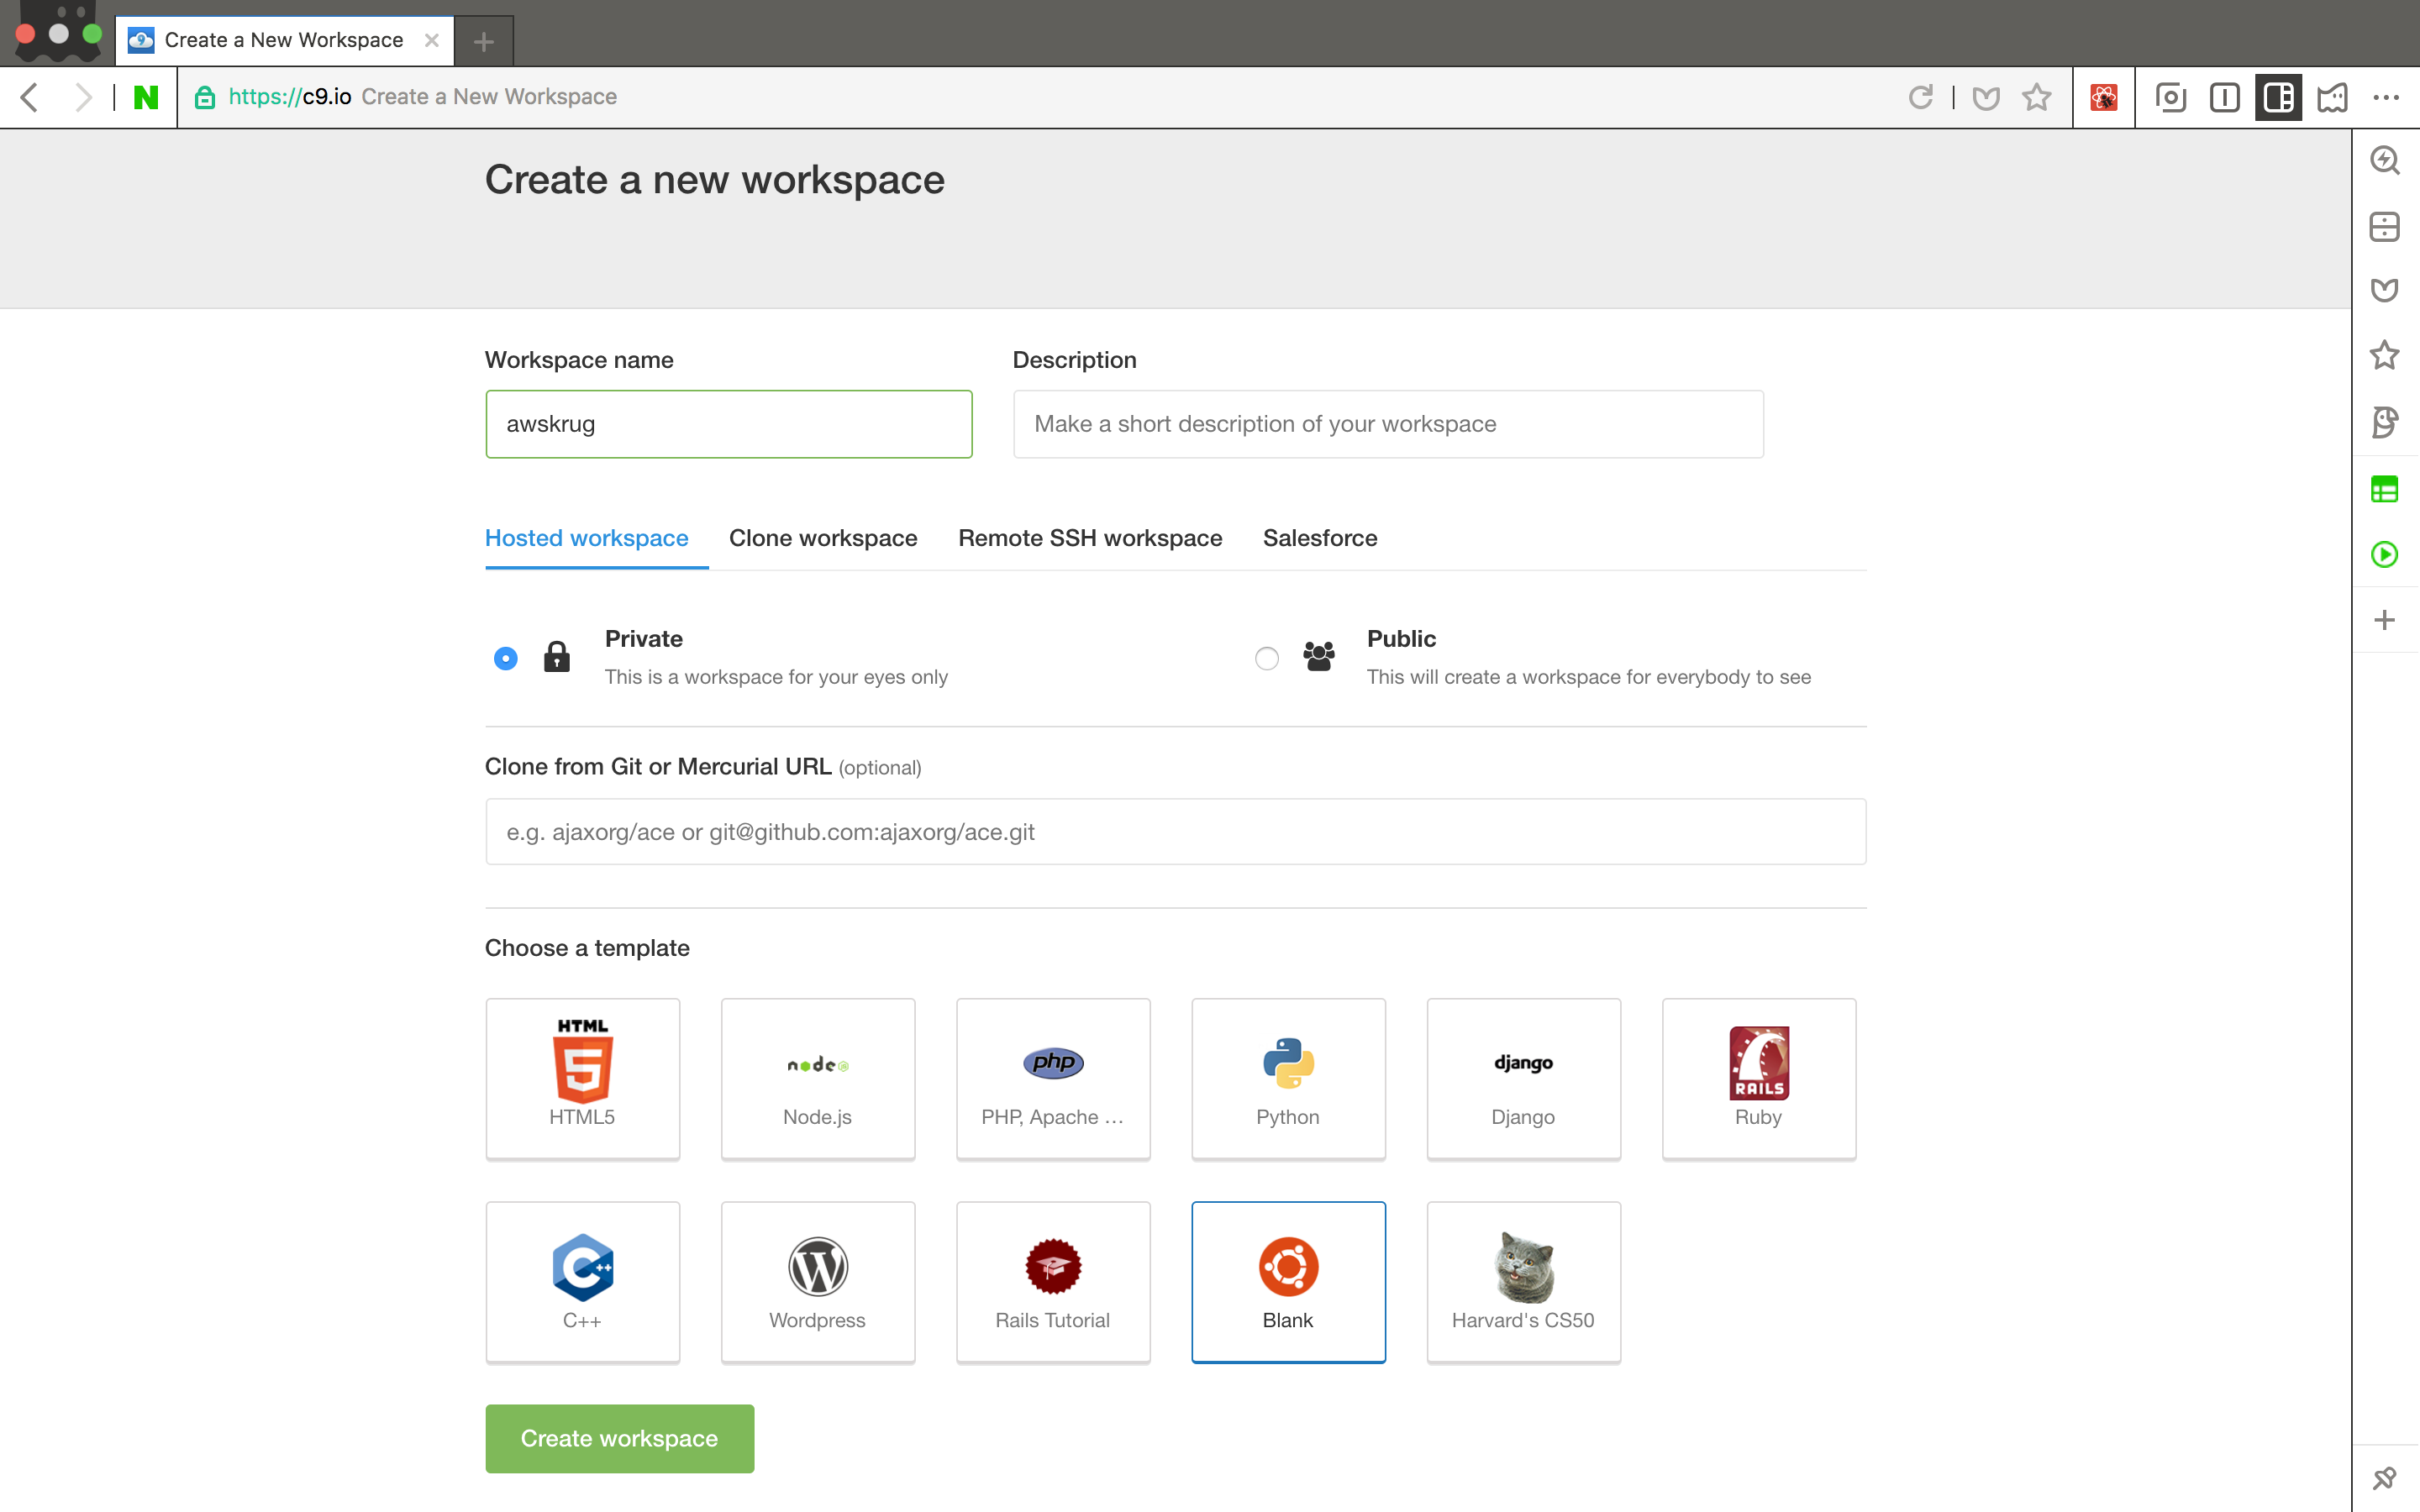 Create a New Workspace
N https://c9.io Create a New Workspace
Create a new workspace
Workspace name Description
awskrug Make a short description of your workspace
Hosted workspace Clone workspace Remote SSH workspace Salesforce
Private Public
This is a workspace for your eyes only This will create a workspace for everybody to see
Clone from Git or Mercurial URL (optional)
e.g. ajaxorg/ace or git@github.com:ajaxorg/ace.git
Choose a template
HTML 5 node php django RAILS
HTML5 Node.js PHP, Apache ... Python Django Ruby
C++ W
C++ Wordpress Rails Tutorial Blank Harvard's CS50
Create workspace